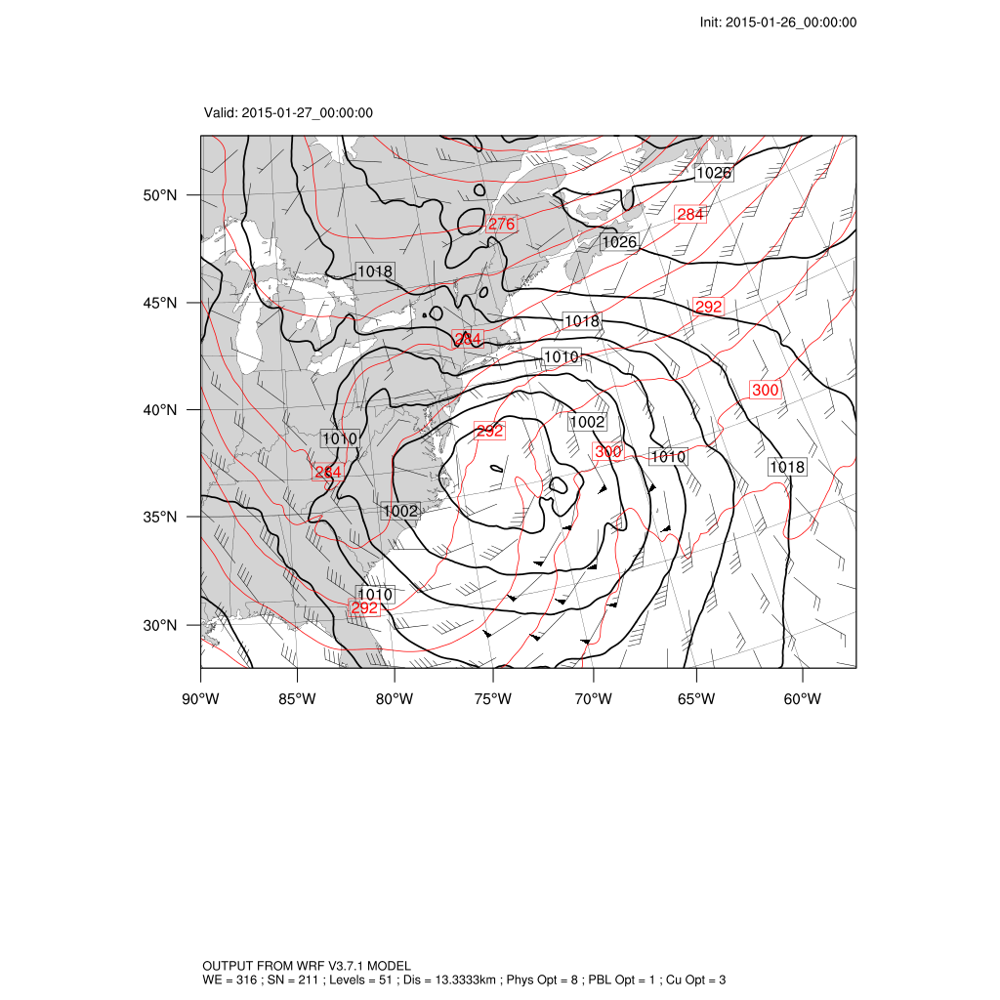 Init: 2015-01-26_00:00:00
Valid: 2015-01-27_00:00:00
1026
50°N
284
276
1026
1018
45°N
292
1018
284
1010
300
40°N
1002
292
1010
300
1010
1018
284
1002
35°N
1010
292
30°N
90°W 85°W 80°W 75°W 70°W 65°W 60°W
OUTPUT FROM WRF V3.7.1 MODEL
WE = 316 ; SN = 211 ; Levels = 51 ; Dis = 13.3333km ; Phys Opt = 8 ; PBL Opt = 1 ; Cu Opt = 3